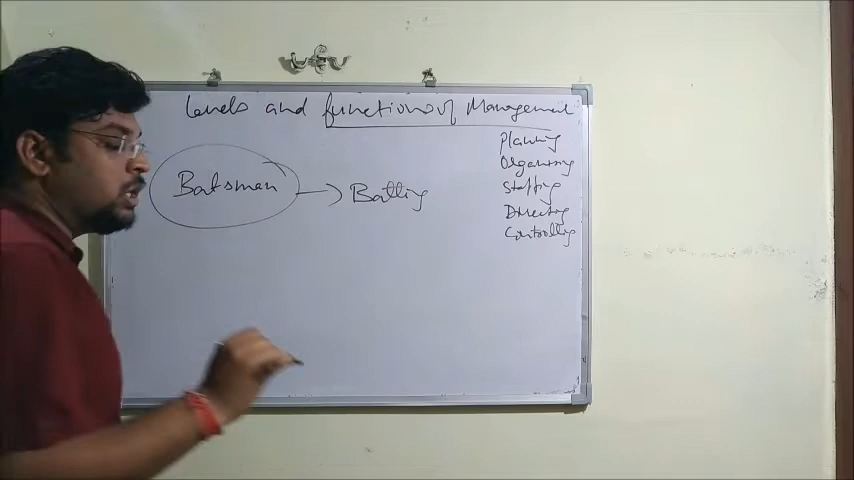 Levels and functions of Management
Planning
Organising
Staffing
Directing
Controlling
Batsman → Batting